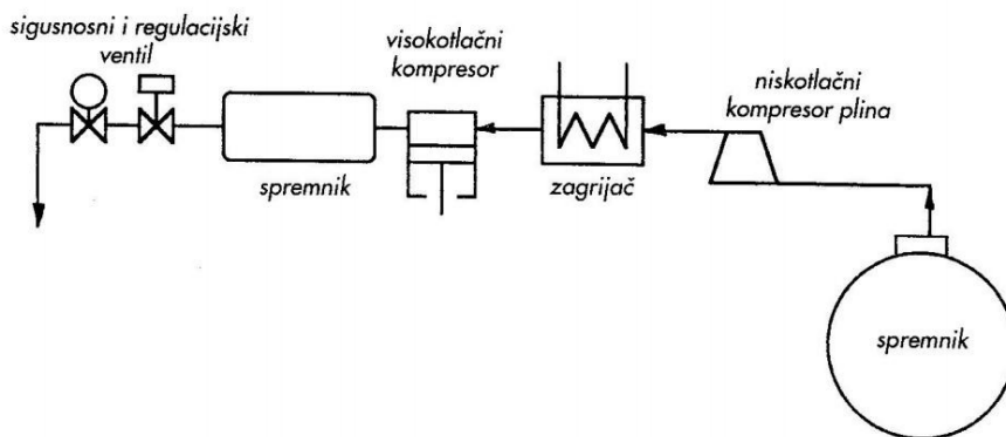 sigusnosni i regulacijski
ventil
visokotlačni
kompresor
niskotlačni
kompresor plina
spremnik
zagrijač
spremnik